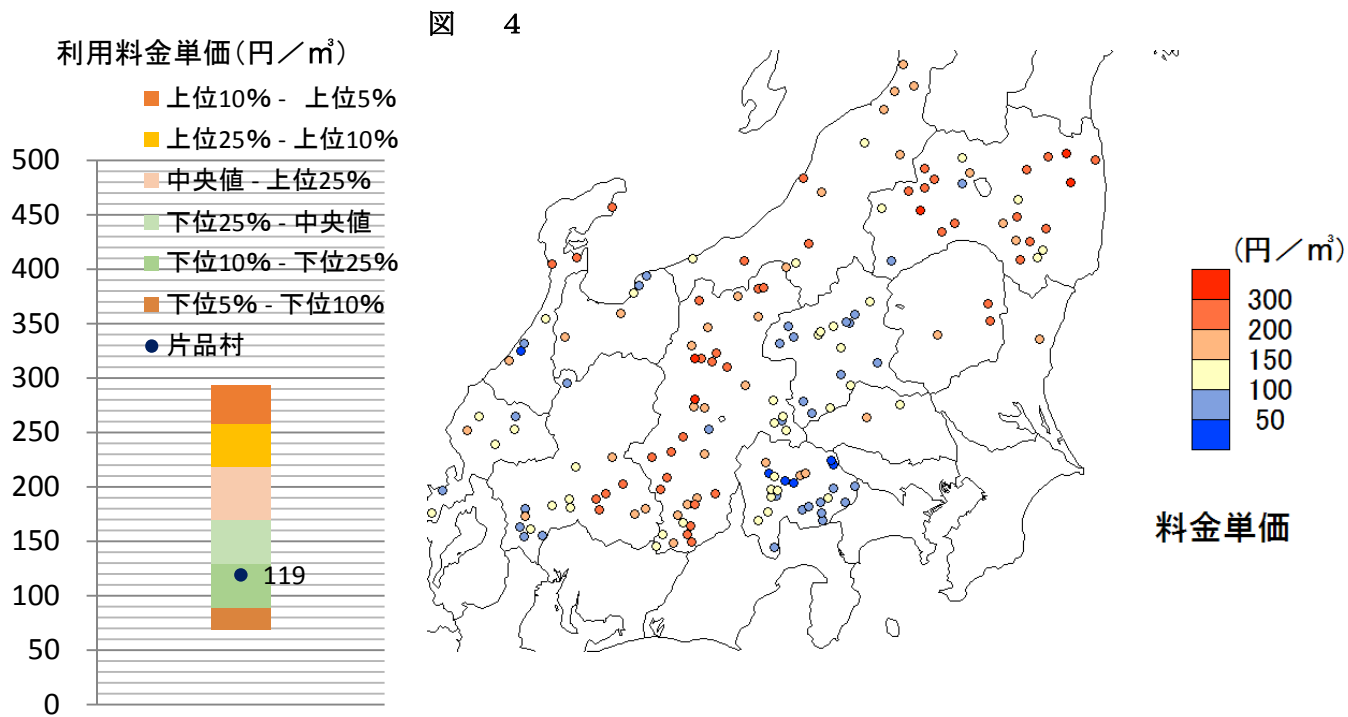 図 4
利用料金単価（円／㎥）
上位10% - 上位5%
上位25% - 上位10%
中央値 - 上位25%
下位25% - 中央値
下位10% - 下位25%
下位5% - 下位10%
片品村
500
450
400
350
300
250
200
150
100
50
0
119
(円／㎥)
300
200
150
100
50
料金単価